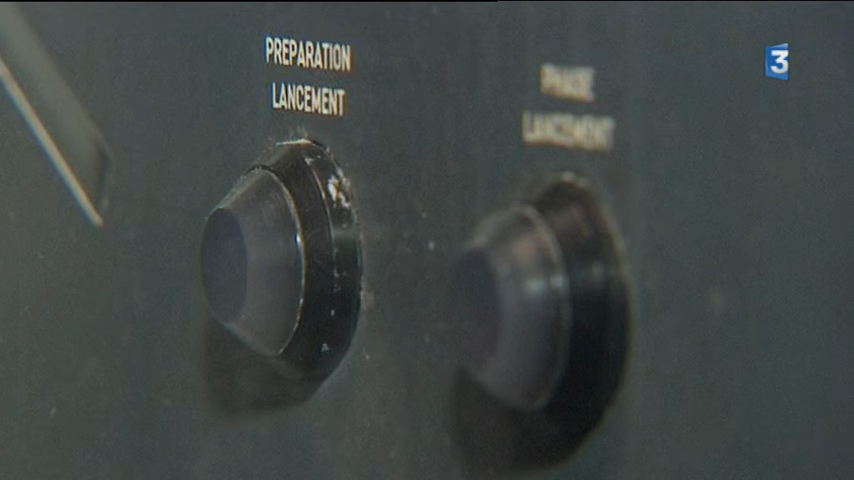 PREPARATION
LANCEMENT
PHASE
LANCEMENT
3